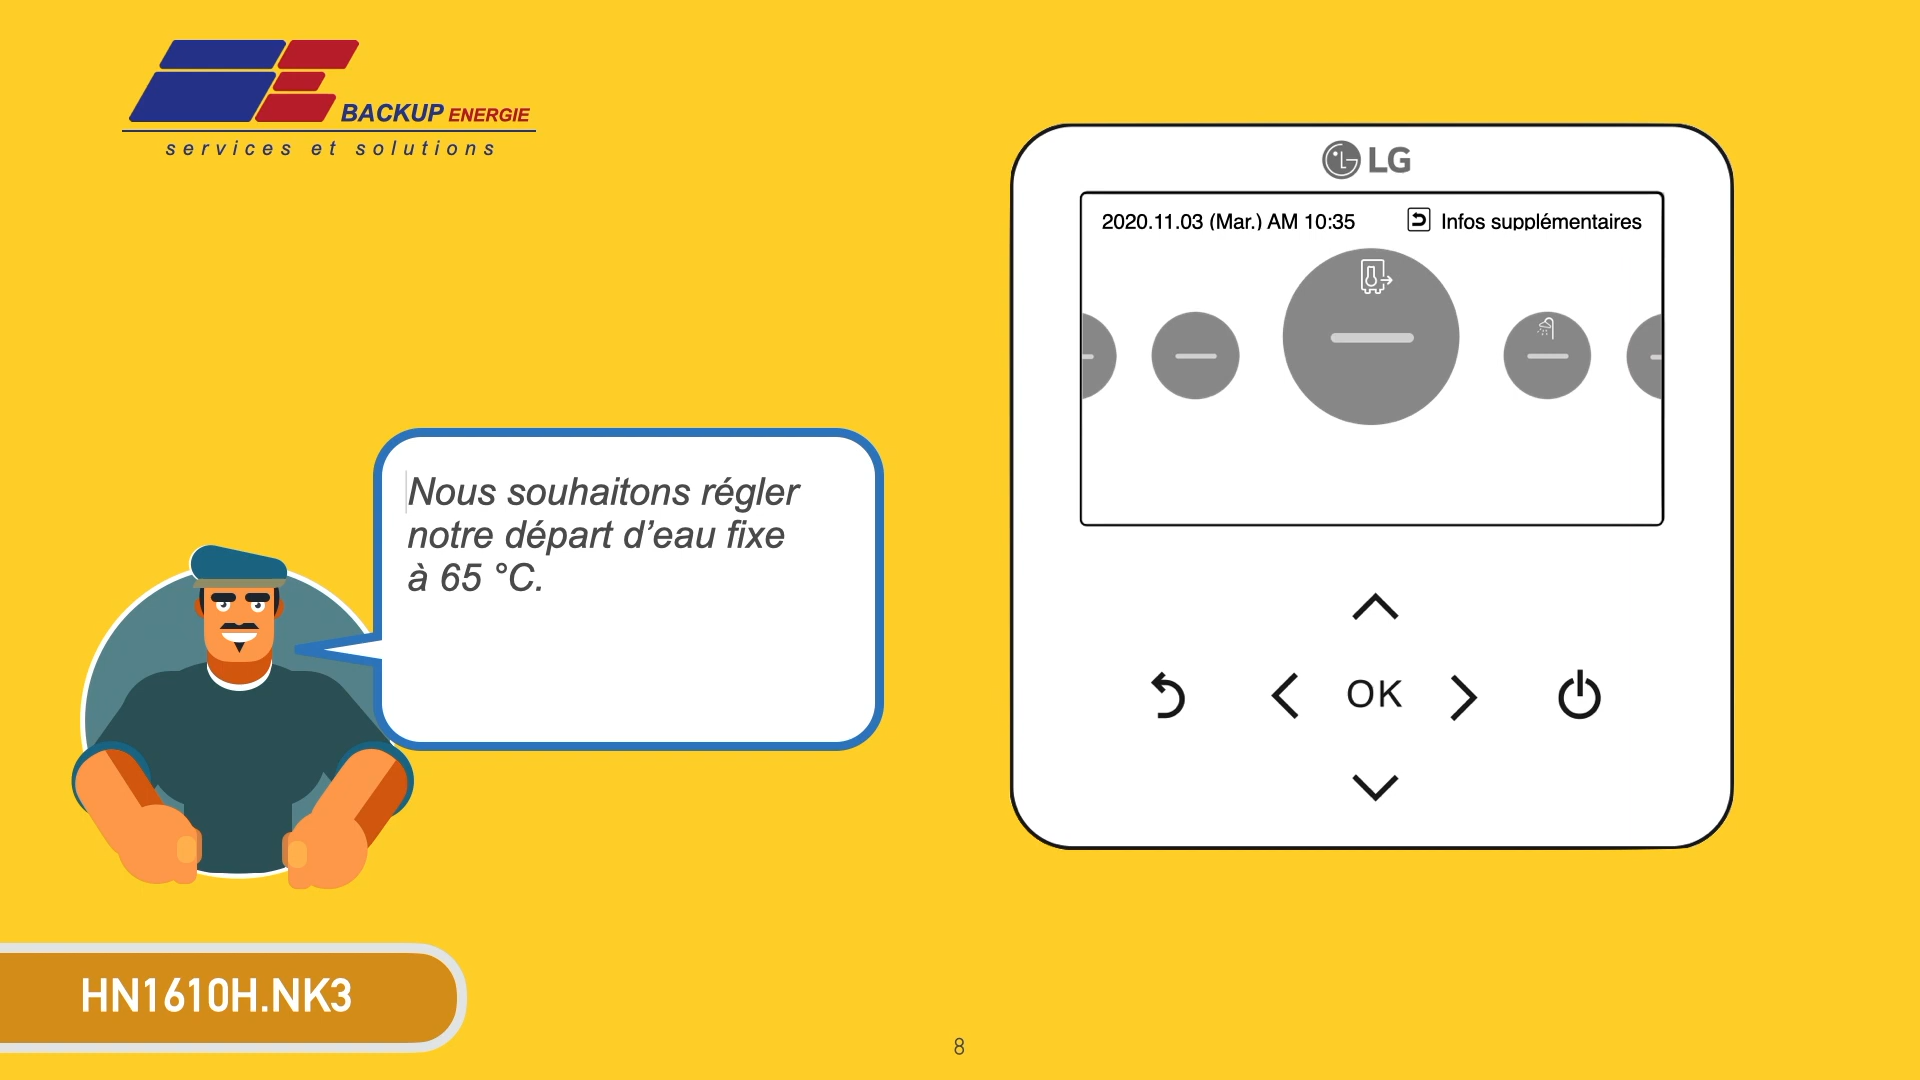 BACKUP ENERGIE
services et solutions
LG
2020.11.03 (Mar.) AM 10:35
Infos supplémentaires
Nous souhaitons régler
notre départ d’eau fixe
à 65 °C.
OK
HN1610H.NK3
8